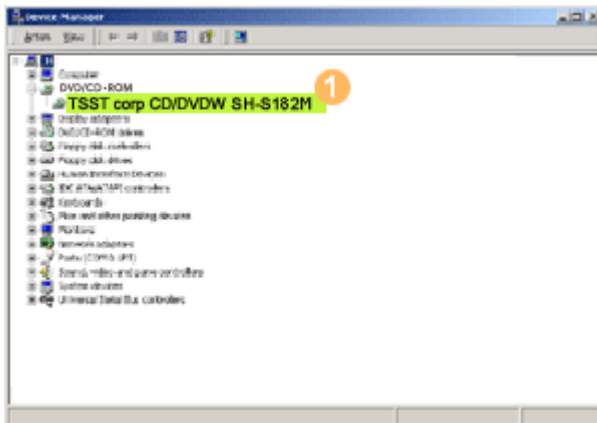 Device Manager
Action View
Computer
DVD/CD-ROM
TSST corp CD/DVDW SH-S182M
1
Display adapters
DVD/CD-ROM drives
Floppy disk controllers
Floppy disk drives
Human Interface Devices
IDE ATA/ATAPI controllers
Keyboards
Mice and other pointing devices
Monitors
Network adapters
Ports (COM & LPT)
Sound, video and game controllers
System devices
Universal Serial Bus controllers